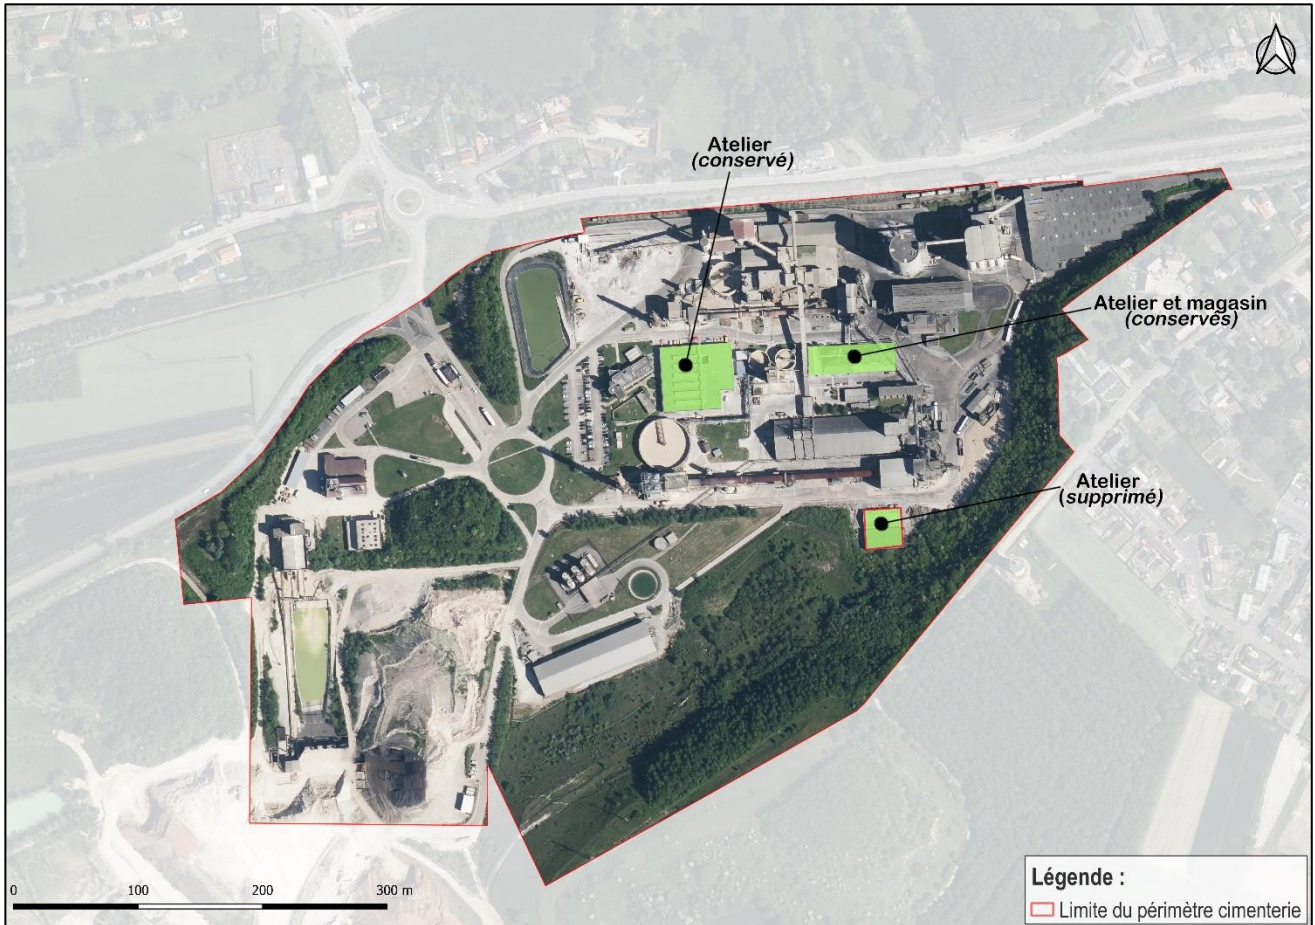 N
Atelier
(conservé)
Atelier et magasin
(conservés)
Atelier
(supprimé)
0 100 200 300 m
Légende :
Limite du périmètre cimenterie